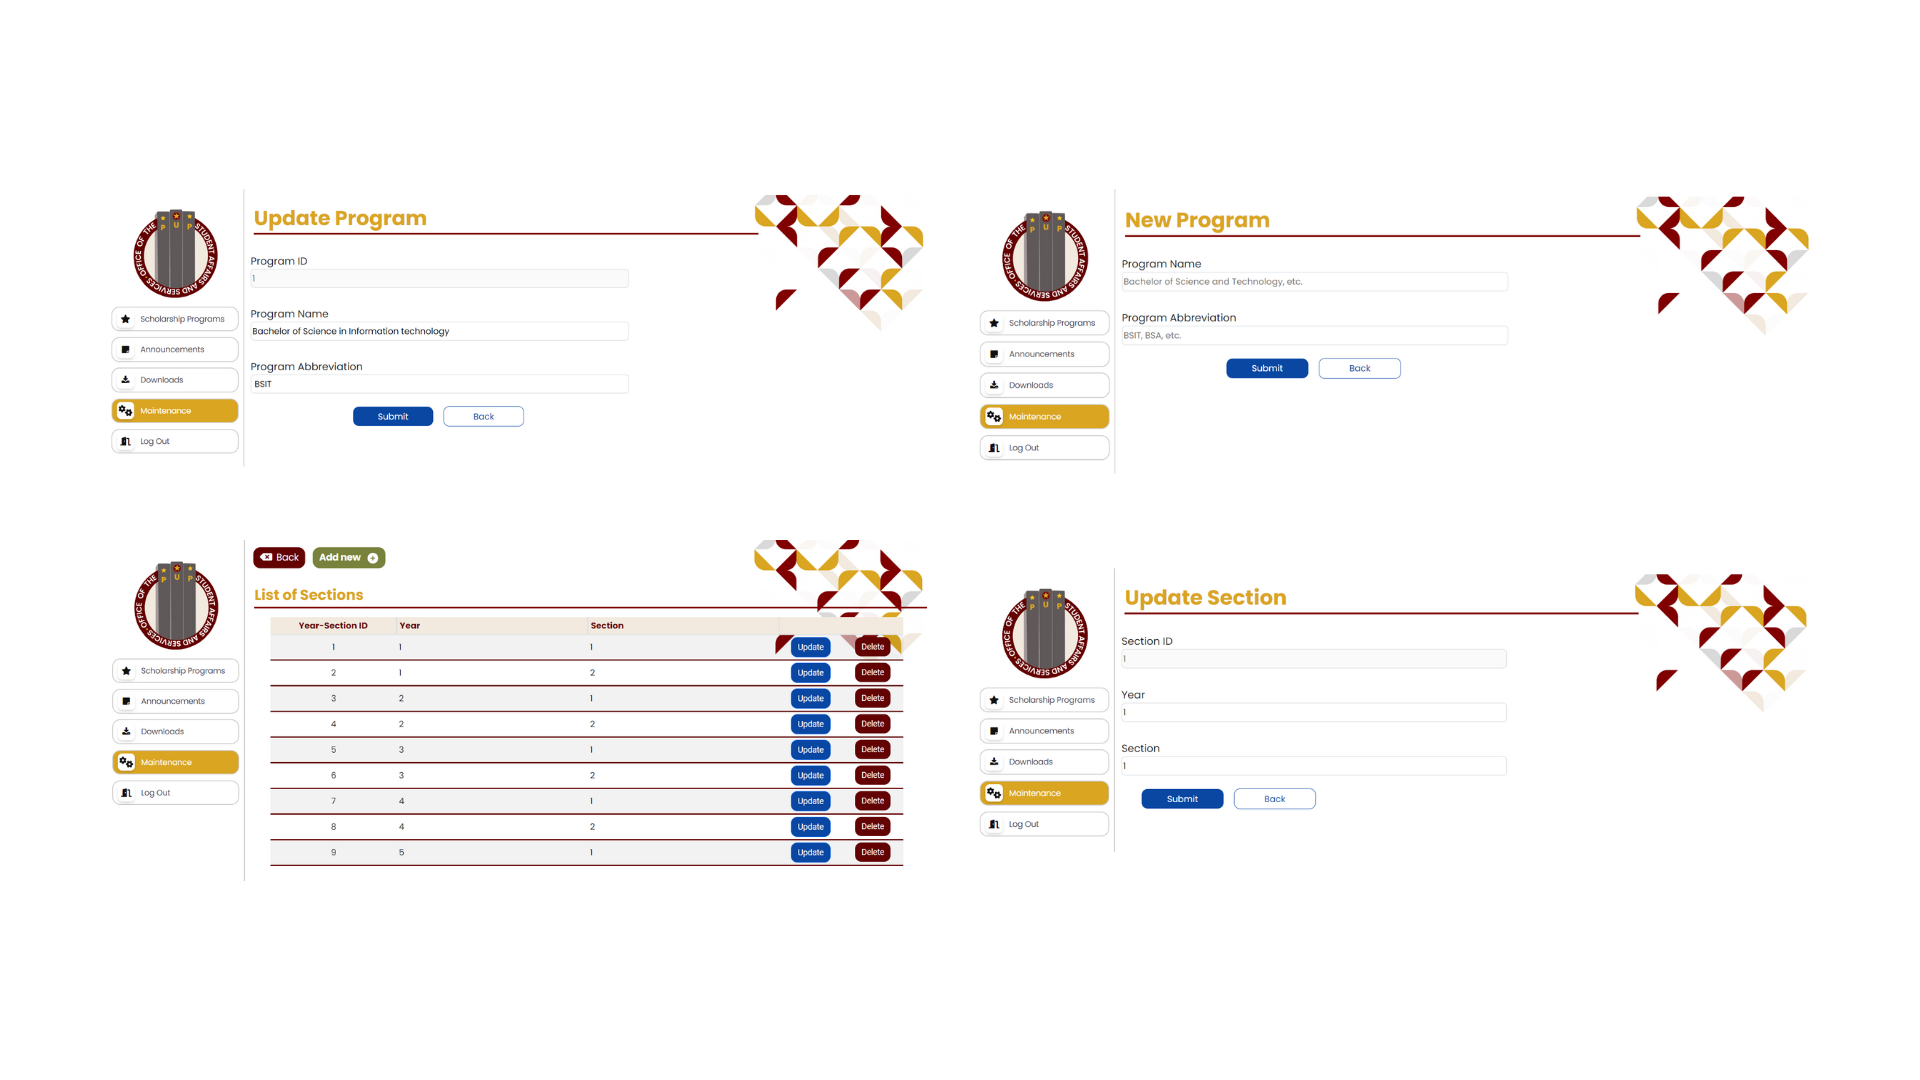 OFFICE OF THE STUDENT AFFAIRS AND SERVICES
P U P
Scholarship Programs
Announcements
Downloads
Maintenance
Log Out
Update Program
Program ID
1
Program Name
Bachelor of Science in Information technology
Program Abbreviation
BSIT
Submit Back
OFFICE OF THE STUDENT AFFAIRS AND SERVICES
P U P
Scholarship Programs
Announcements
Downloads
Maintenance
Log Out
New Program
Program Name
Bachelor of Science and Technology, etc.
Program Abbreviation
BSIT, BSA, etc.
Submit Back
OFFICE OF THE STUDENT AFFAIRS AND SERVICES
P U P
Scholarship Programs
Announcements
Downloads
Maintenance
Log Out
Back Add new
List of Sections
Year-Section ID Year Section
1 1 1 Update Delete
2 1 2 Update Delete
3 2 1 Update Delete
4 2 2 Update Delete
5 3 1 Update Delete
6 3 2 Update Delete
7 4 1 Update Delete
8 4 2 Update Delete
9 5 1 Update Delete
OFFICE OF THE STUDENT AFFAIRS AND SERVICES
P U P
Scholarship Programs
Announcements
Downloads
Maintenance
Log Out
Update Section
Section ID
1
Year
1
Section
1
Submit Back